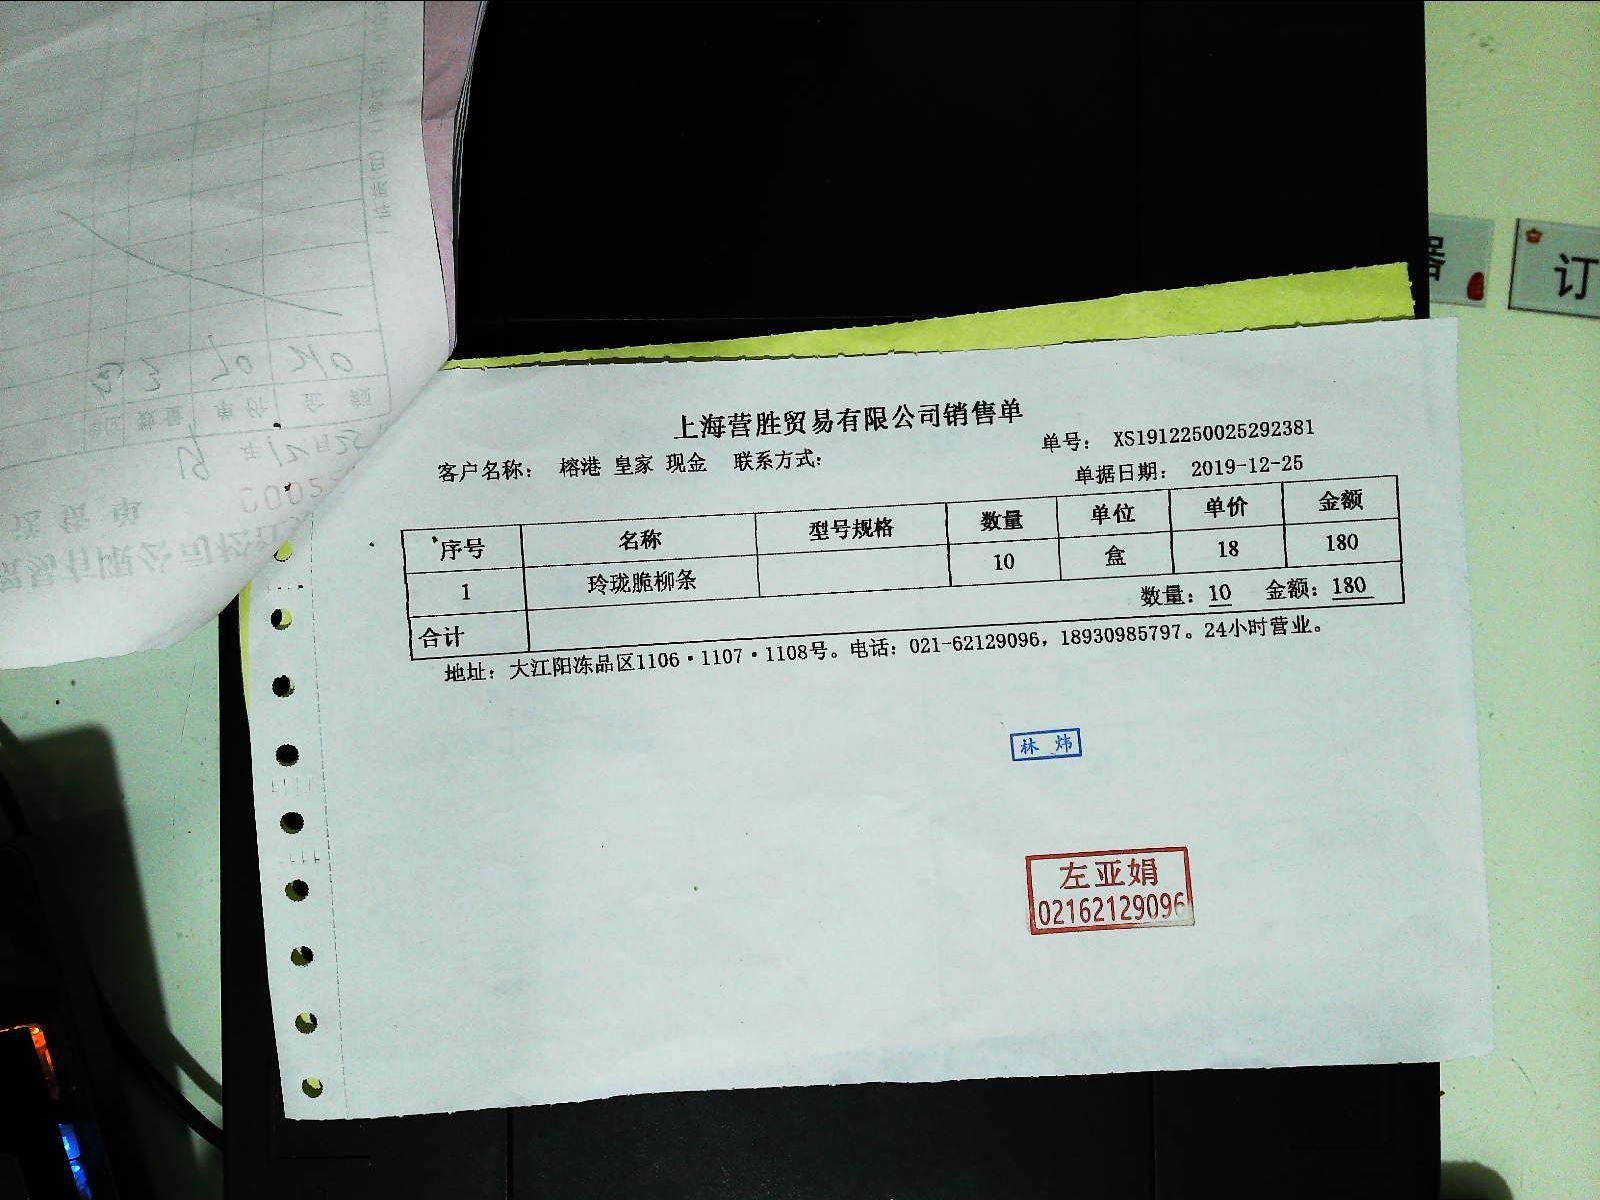 上海营胜贸易有限公司销售单
单号： XS1912250025292381
客户名称： 榕港 皇家 现金 联系方式：
单据日期： 2019-12-25
序号 名称 型号规格 数量 单位 单价 金额
1 玲珑脆柳条 10 盒 18 180
合计 数量：10 金额：180
地址：大江阳冻品区1106·1107·1108号。电话：021-62129096，18930985797。24小时营业。
林 炜
左亚娟
02162129096
器
订